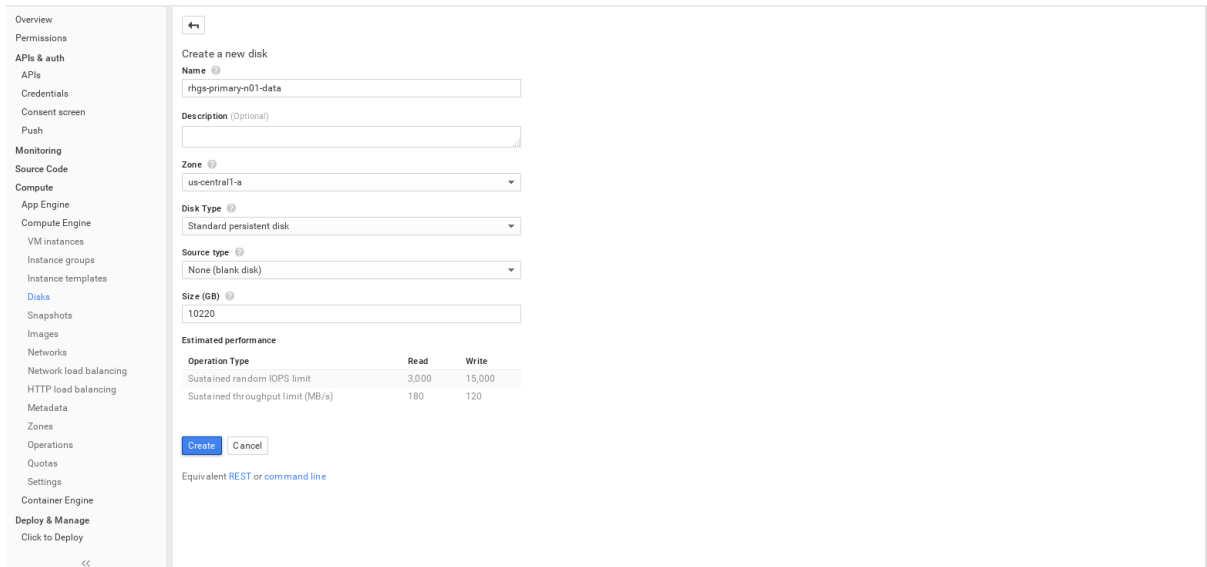 Overview
Permissions
APIs & auth
APIs
Credentials
Consent screen
Push
Monitoring
Source Code
Compute
App Engine
Compute Engine
VM instances
Instance groups
Instance templates
Disks
Snapshots
Images
Networks
Network load balancing
HTTP load balancing
Metadata
Zones
Operations
Quotas
Settings
Container Engine
Deploy & Manage
Click to Deploy
Create a new disk
Name
rhgs-primary-n01-data
Description (Optional)
Zone
us-central1-a
Disk Type
Standard persistent disk
Source type
None (blank disk)
Size (GB)
10220
Estimated performance
Operation Type Read Write
Sustained random IOPS limit 3,000 15,000
Sustained throughput limit (MB/s) 180 120
Create Cancel
Equivalent REST or command line